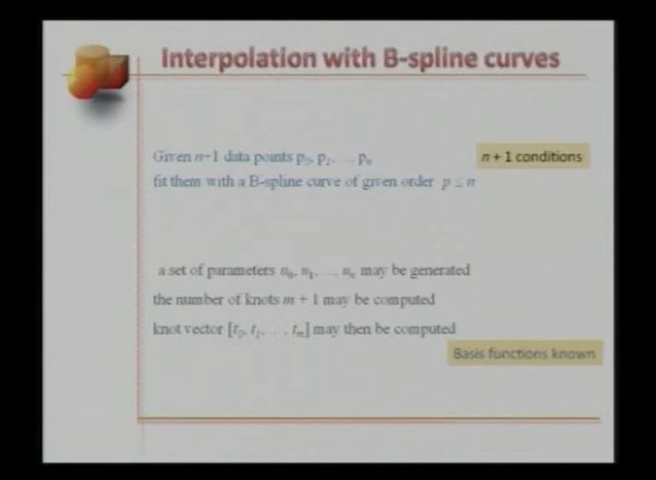 Interpolation with B-spline curves
Given n+1 data points p₀, p₁, ..., pₙ
n + 1 conditions
fit them with a B-spline curve of given order p ≤ n
a set of parameters u₀, u₁, ..., uₙ may be generated
the number of knots m + 1 may be computed
knot vector [t₀, t₁, ..., tₘ] may then be computed
Basis functions known